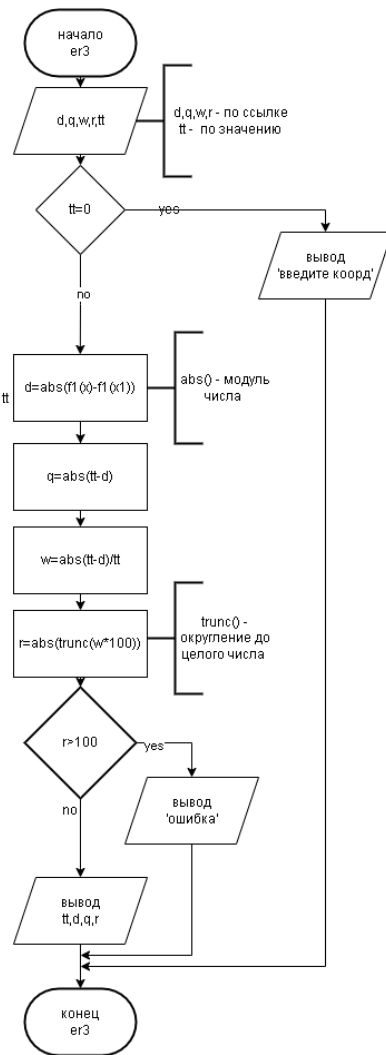 начало
er3
d,q,w,r,tt
d,q,w,r - по ссылке
tt - по значению
tt=0
yes
вывод
'введите коорд'
no
tt
d=abs(f1(x)-f1(x1))
abs() - модуль
числа
q=abs(tt-d)
w=abs(tt-d)/tt
r=abs(trunc(w*100))
trunc() -
округление до
целого числа
r>100
yes
вывод
'ошибка'
no
вывод
tt,d,q,r
конец
er3